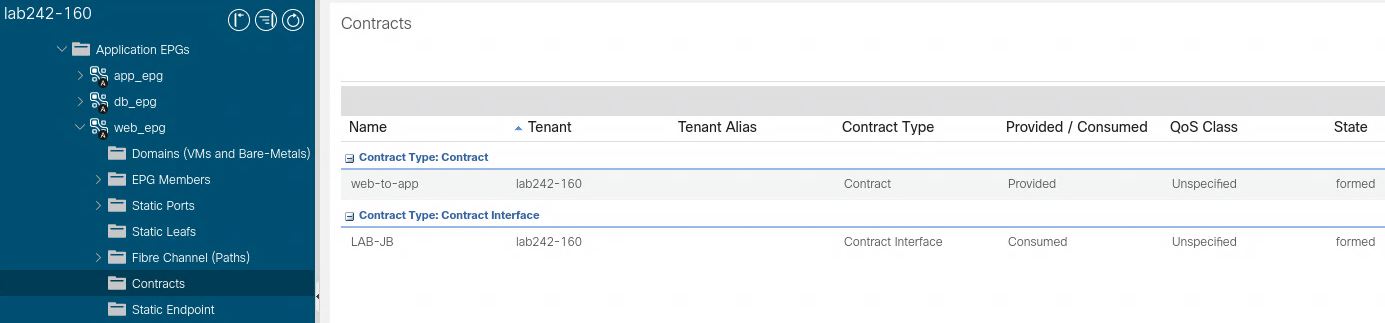 lab242-160
Application EPGs
app_epg
db_epg
web_epg
Domains (VMs and Bare-Metals)
EPG Members
Static Ports
Static Leafs
Fibre Channel (Paths)
Contracts
Static Endpoint
Contracts
Name Tenant Tenant Alias Contract Type Provided / Consumed QoS Class State
Contract Type: Contract
web-to-app lab242-160 Contract Provided Unspecified formed
Contract Type: Contract Interface
LAB-JB lab242-160 Contract Interface Consumed Unspecified formed